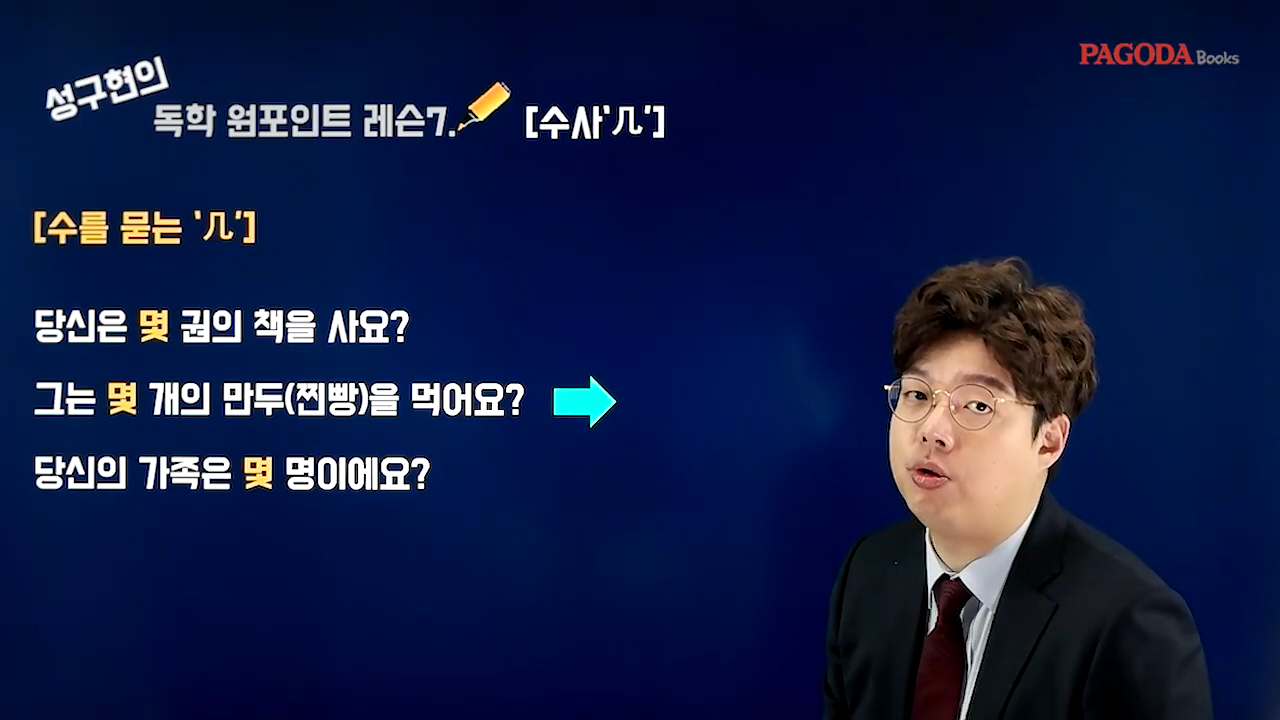 PAGODA Books
성구현의
독학 원포인트 레슨7. [수사‘几’]
[수를 묻는 ‘几’]
당신은 몇 권의 책을 사요?
그는 몇 개의 만두(찐빵)을 먹어요?
당신의 가족은 몇 명이에요?